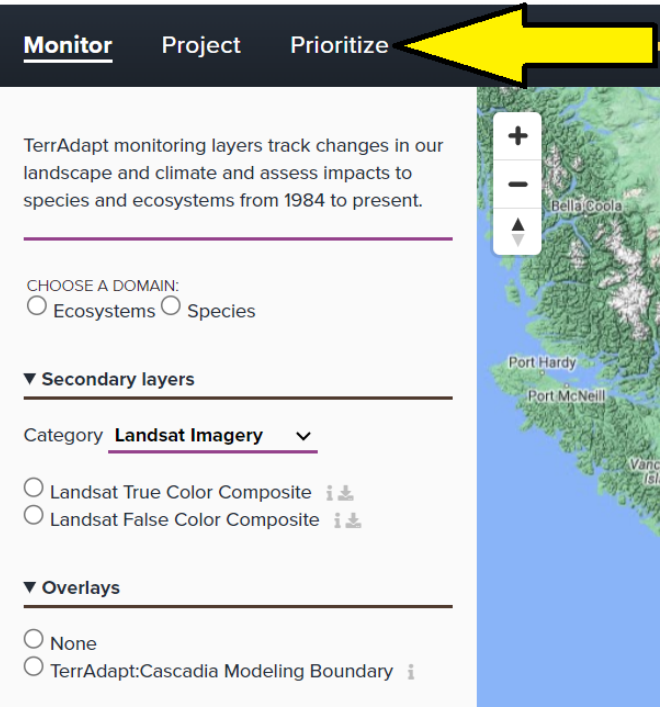 Monitor Project Prioritize
TerrAdapt monitoring layers track changes in our
landscape and climate and assess impacts to
species and ecosystems from 1984 to present.
CHOOSE A DOMAIN:
Ecosystems Species
Secondary layers
Category Landsat Imagery
Landsat True Color Composite
Landsat False Color Composite
Overlays
None
TerrAdapt:Cascadia Modeling Boundary
Bella Coola
Port Hardy
Port McNeill